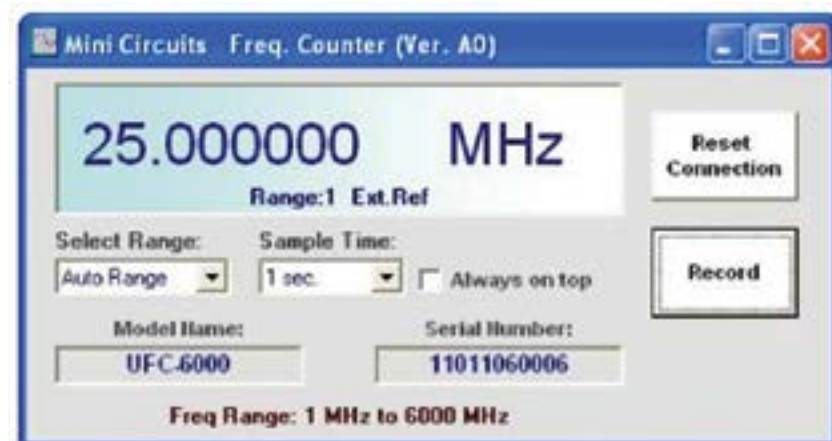 Mini Circuits Freq. Counter (Ver. A0)
25.000000 MHz
Range:1 Ext.Ref
Reset
Connection
Select Range:
Sample Time:
Auto Range
1 sec.
Always on top
Record
Model Name:
Serial Number:
UFC-6000
11011060006
Freq Range: 1 MHz to 6000 MHz